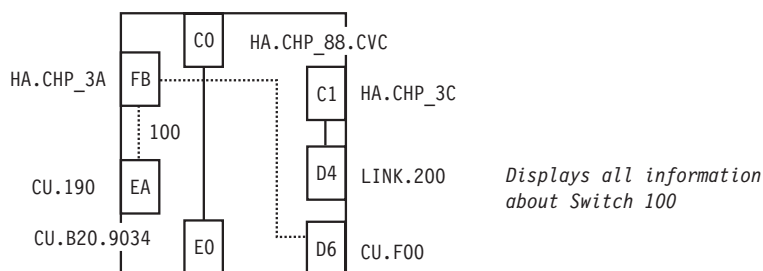 C0
HA.CHP_88.CVC
HA.CHP_3A FB
C1 HA.CHP_3C
100
CU.190 EA
D4 LINK.200
Displays all information
about Switch 100
CU.B20.9034
E0
D6 CU.F00